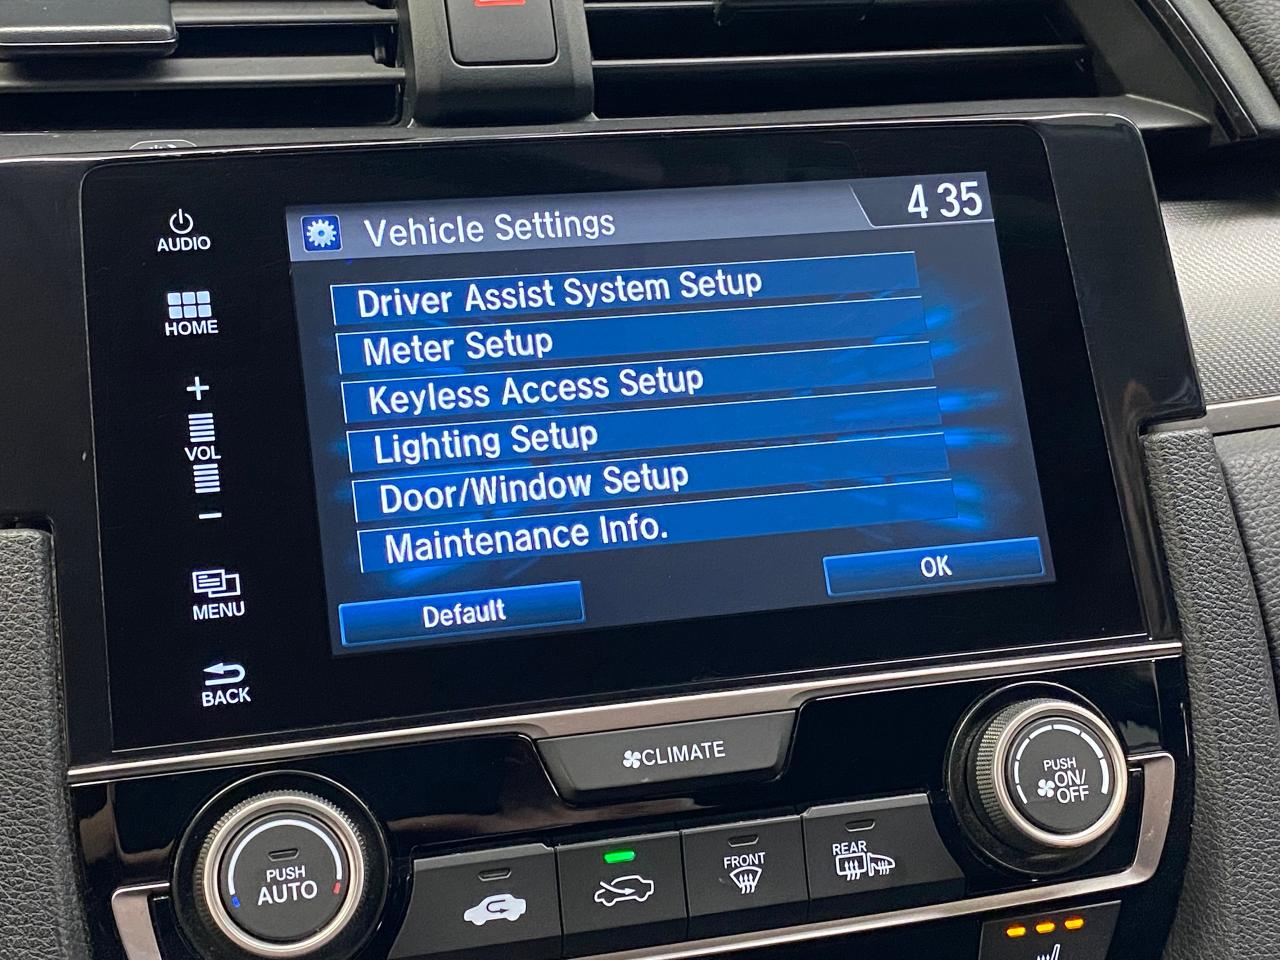 AUDIO
HOME
+
VOL
-
MENU
BACK
Vehicle Settings
4 35
Driver Assist System Setup
Meter Setup
Keyless Access Setup
Lighting Setup
Door/Window Setup
Maintenance Info.
Default
OK
CLIMATE
PUSH
AUTO
FRONT
REAR
PUSH
ON/
OFF